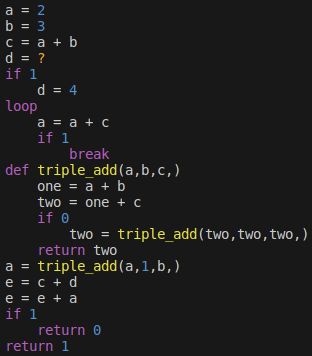 a = 2
b = 3
c = a + b
d = ?
if 1
    d = 4
loop
    a = a + c
    if 1
        break
def triple_add(a,b,c,)
    one = a + b
    two = one + c
    if 0
        two = triple_add(two,two,two,)
    return two
a = triple_add(a,1,b,)
e = c + d
e = e + a
if 1
    return 0
return 1